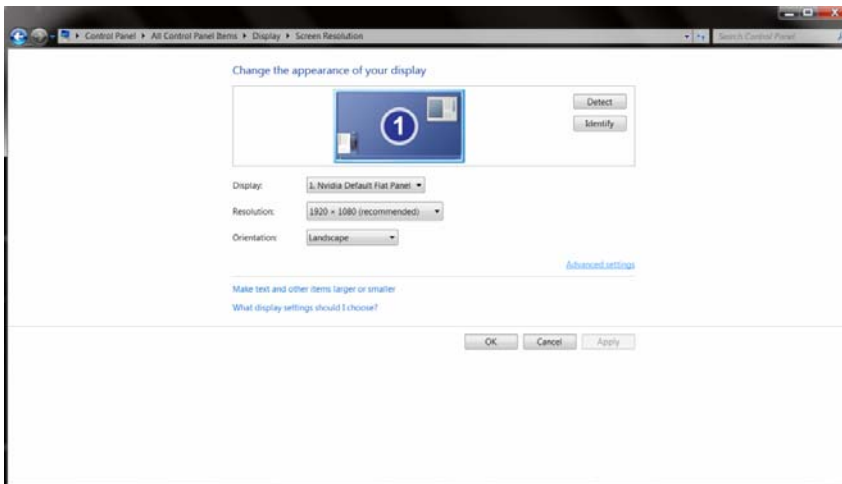 Control Panel ▸ All Control Panel Items ▸ Display ▸ Screen Resolution
Search Control Panel
Change the appearance of your display
1
Detect
Identify
Display:
1. Nvidia Default Flat Panel
Resolution:
1920 × 1080 (recommended)
Orientation:
Landscape
Advanced settings
Make text and other items larger or smaller
What display settings should I choose?
OK
Cancel
Apply